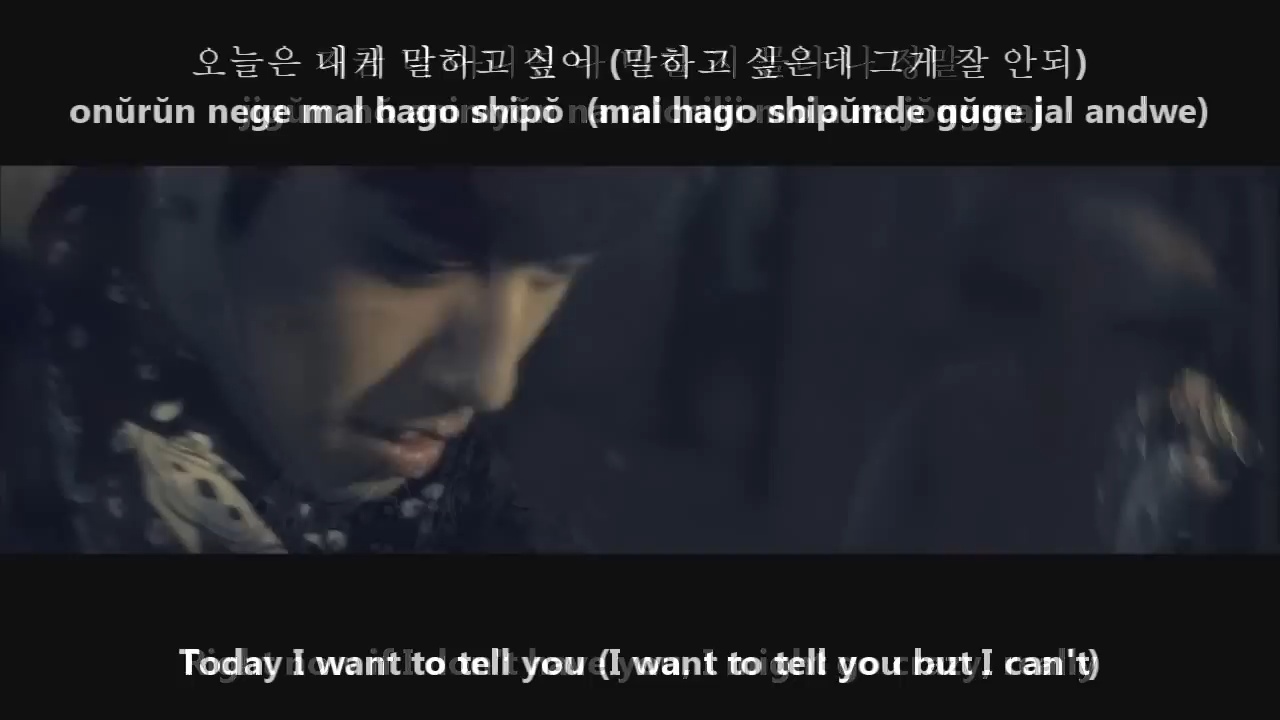 오늘은 내게 말하고 싶어 (말하고 싶은데 그게 잘 안되)
onŭrŭn nege mal hago shipŏ (mal hago shipŭnde gŭge jal andwe)
Today I want to tell you (I want to tell you but I can't)